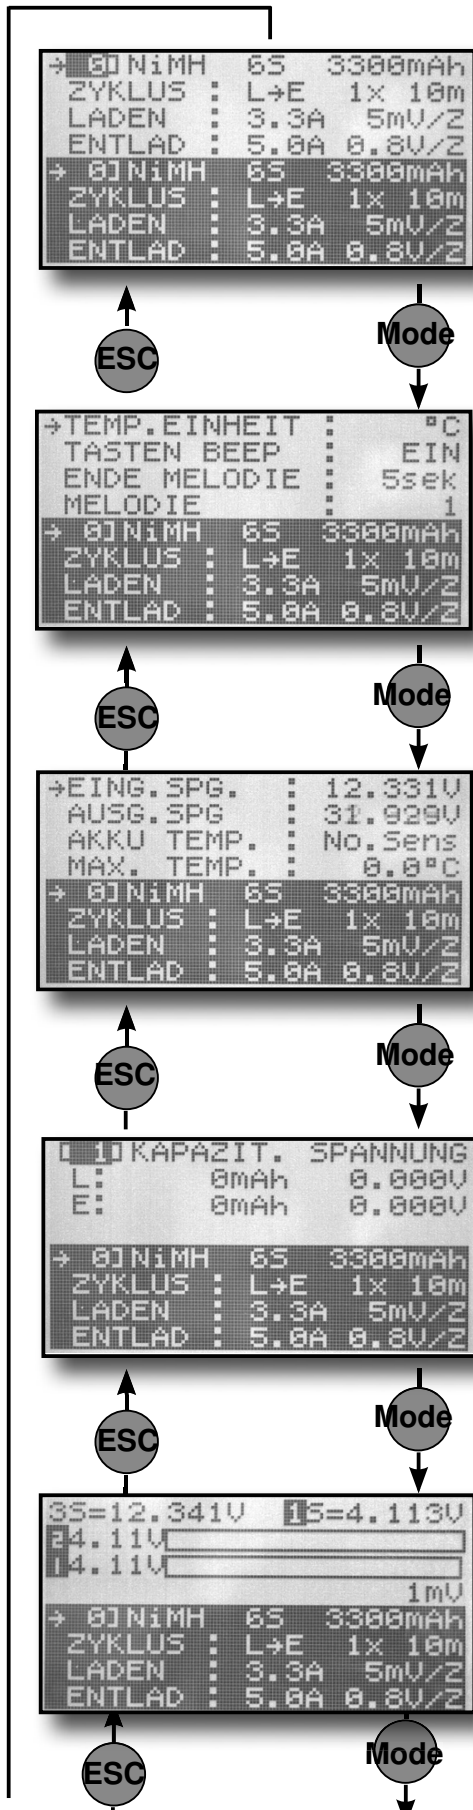 → 0]NiMH 6S 3300mAh
ZYKLUS : L→E 1x 10m
LADEN : 3.3A 5mV/Z
ENTLAD : 5.0A 0.8V/Z
→ 0]NiMH 6S 3300mAh
ZYKLUS : L→E 1x 10m
LADEN : 3.3A 5mV/Z
ENTLAD : 5.0A 0.8V/Z
ESC
Mode
→TEMP.EINHEIT : °C
TASTEN BEEP : EIN
ENDE MELODIE : 5sek
MELODIE : 1
→ 0]NiMH 6S 3300mAh
ZYKLUS : L→E 1x 10m
LADEN : 3.3A 5mV/Z
ENTLAD : 5.0A 0.8V/Z
ESC
Mode
→EING.SPG. : 12.331V
AUSG.SPG : 31.929V
AKKU TEMP. : No.Sens
MAX. TEMP. : 0.0°C
→ 0]NiMH 6S 3300mAh
ZYKLUS : L→E 1x 10m
LADEN : 3.3A 5mV/Z
ENTLAD : 5.0A 0.8V/Z
ESC
Mode
[ 1]KAPAZIT. SPANNUNG
L: 0mAh 0.000V
E: 0mAh 0.000V
→ 0]NiMH 6S 3300mAh
ZYKLUS : L→E 1x 10m
LADEN : 3.3A 5mV/Z
ENTLAD : 5.0A 0.8V/Z
ESC
Mode
3S=12.341V 1S=4.113V
2 4.11V
1 4.11V
1mV
→ 0]NiMH 6S 3300mAh
ZYKLUS : L→E 1x 10m
LADEN : 3.3A 5mV/Z
ENTLAD : 5.0A 0.8V/Z
ESC
Mode